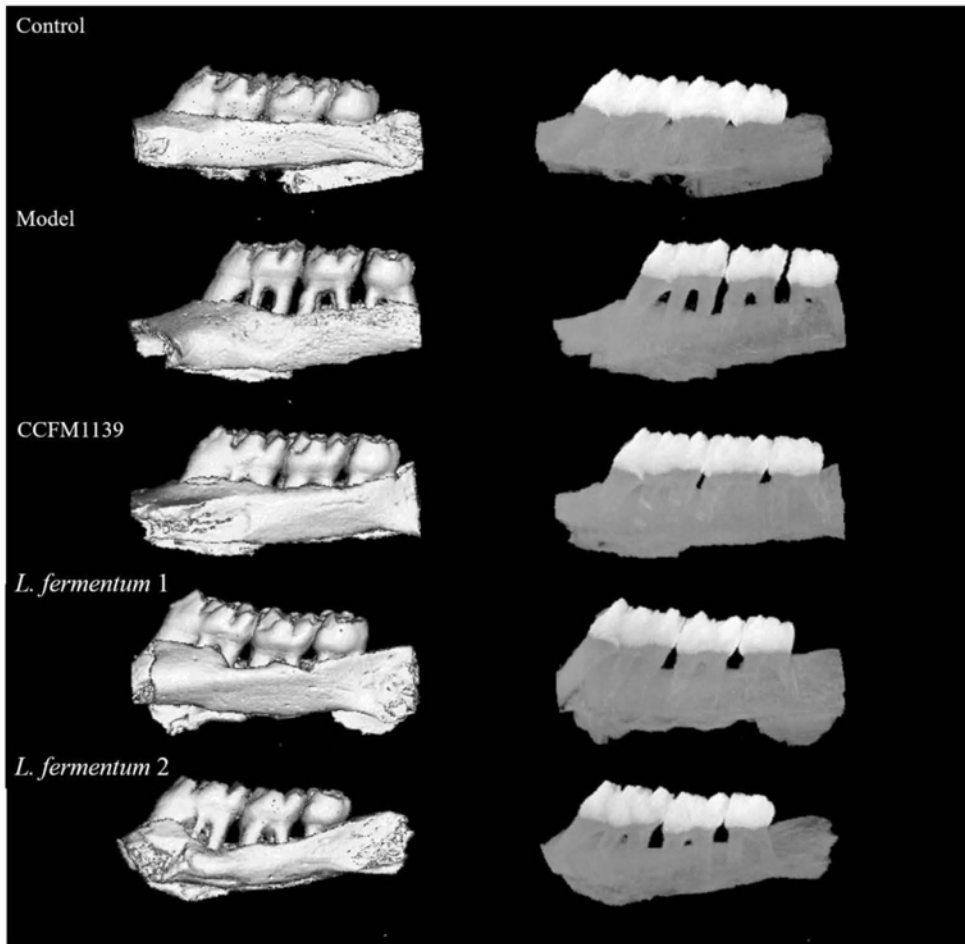 Control
Model
CCFM1139
L. fermentum 1
L. fermentum 2